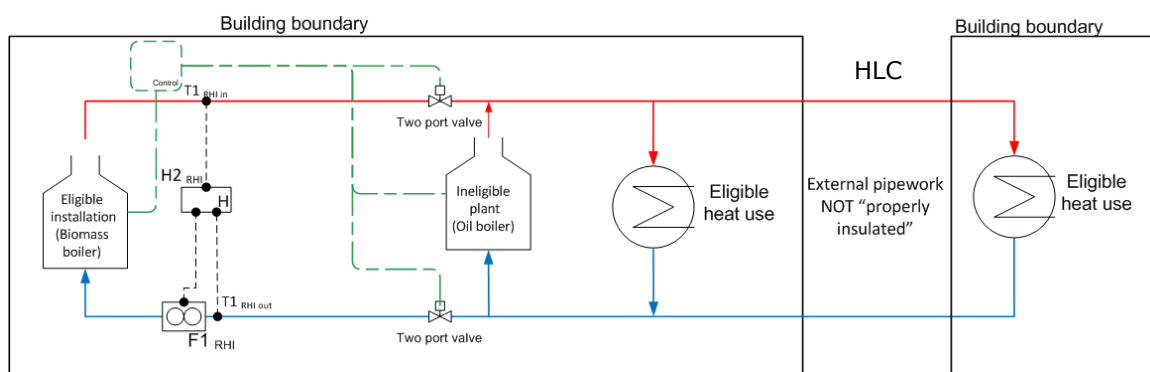 Building boundary
Building boundary
HLC
Control
T1 RHI in
Two port valve
H2 RHI
H
Eligible
installation
(Biomass
boiler)
Ineligible
plant
(Oil boiler)
Eligible
heat use
External pipework
NOT “properly
insulated”
Eligible
heat use
T1 RHI out
F1 RHI
Two port valve